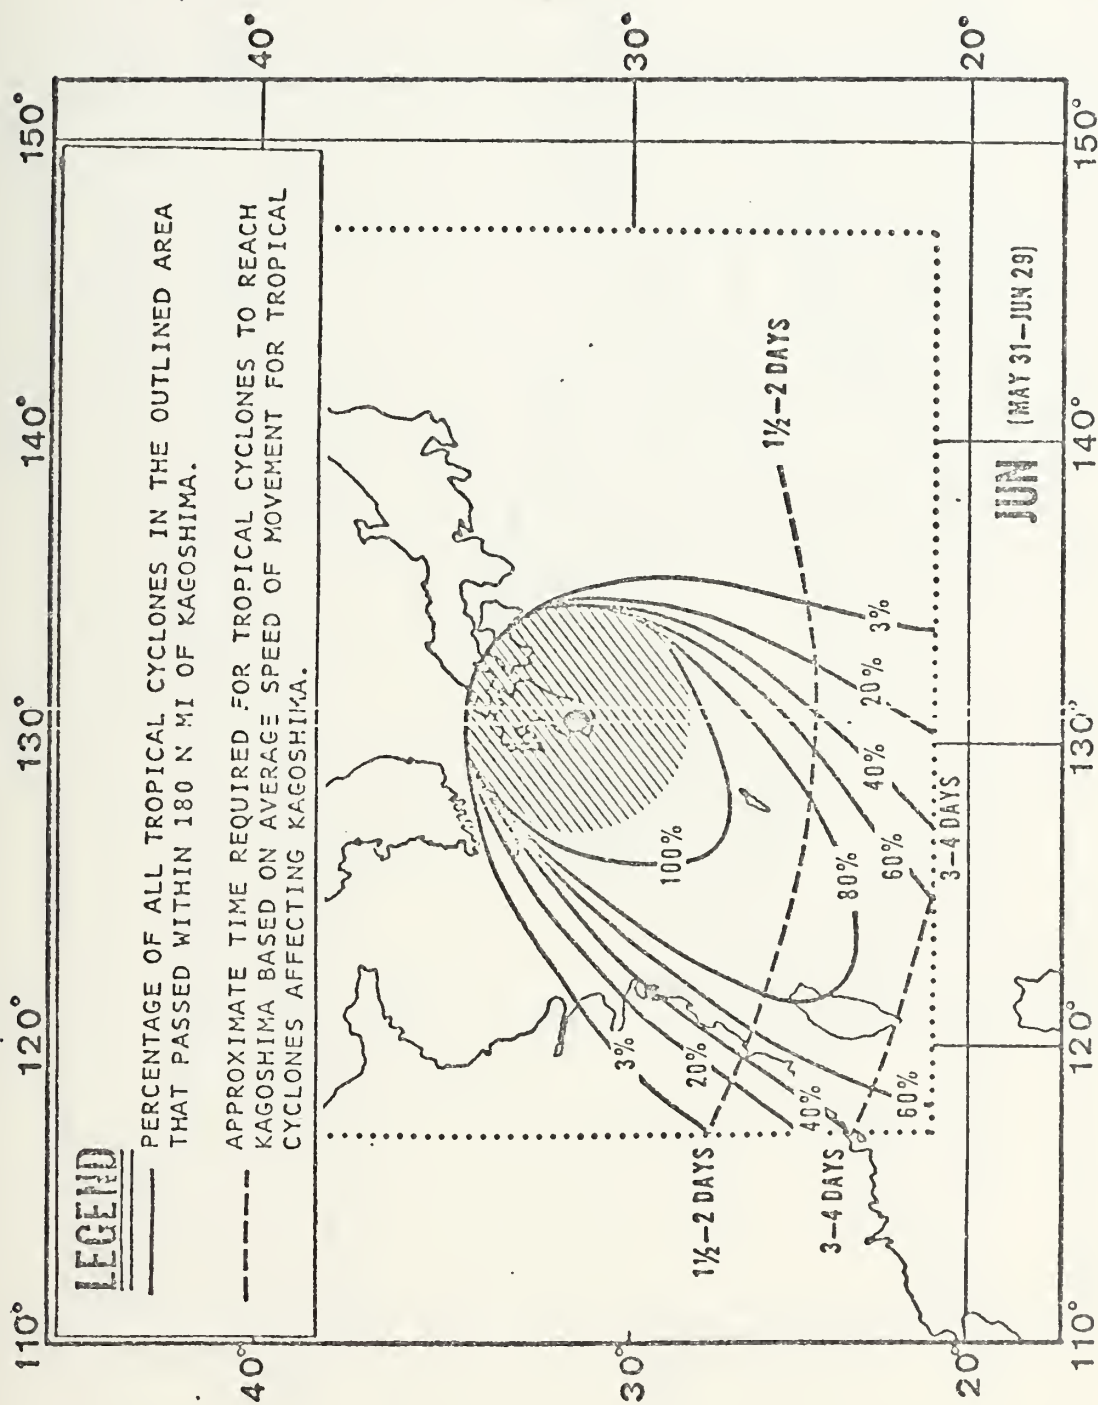 110° 120° 130° 140° 150°
LEGEND
PERCENTAGE OF ALL TROPICAL CYCLONES IN THE OUTLINED AREA
THAT PASSED WITHIN 180 N MI OF KAGOSHIMA.
APPROXIMATE TIME REQUIRED FOR TROPICAL CYCLONES TO REACH
KAGOSHIMA BASED ON AVERAGE SPEED OF MOVEMENT FOR TROPICAL
CYCLONES AFFECTING KAGOSHIMA.
40° 40°
30° 30°
3%
100%
20%
1½-2 DAYS
1½-2 DAYS
40%
3-4 DAYS
80%
60%
60%
40%
20%
3%
3-4 DAYS
JUN [MAY 31-JUN 29]
20° 20°
110° 120° 130° 140° 150°